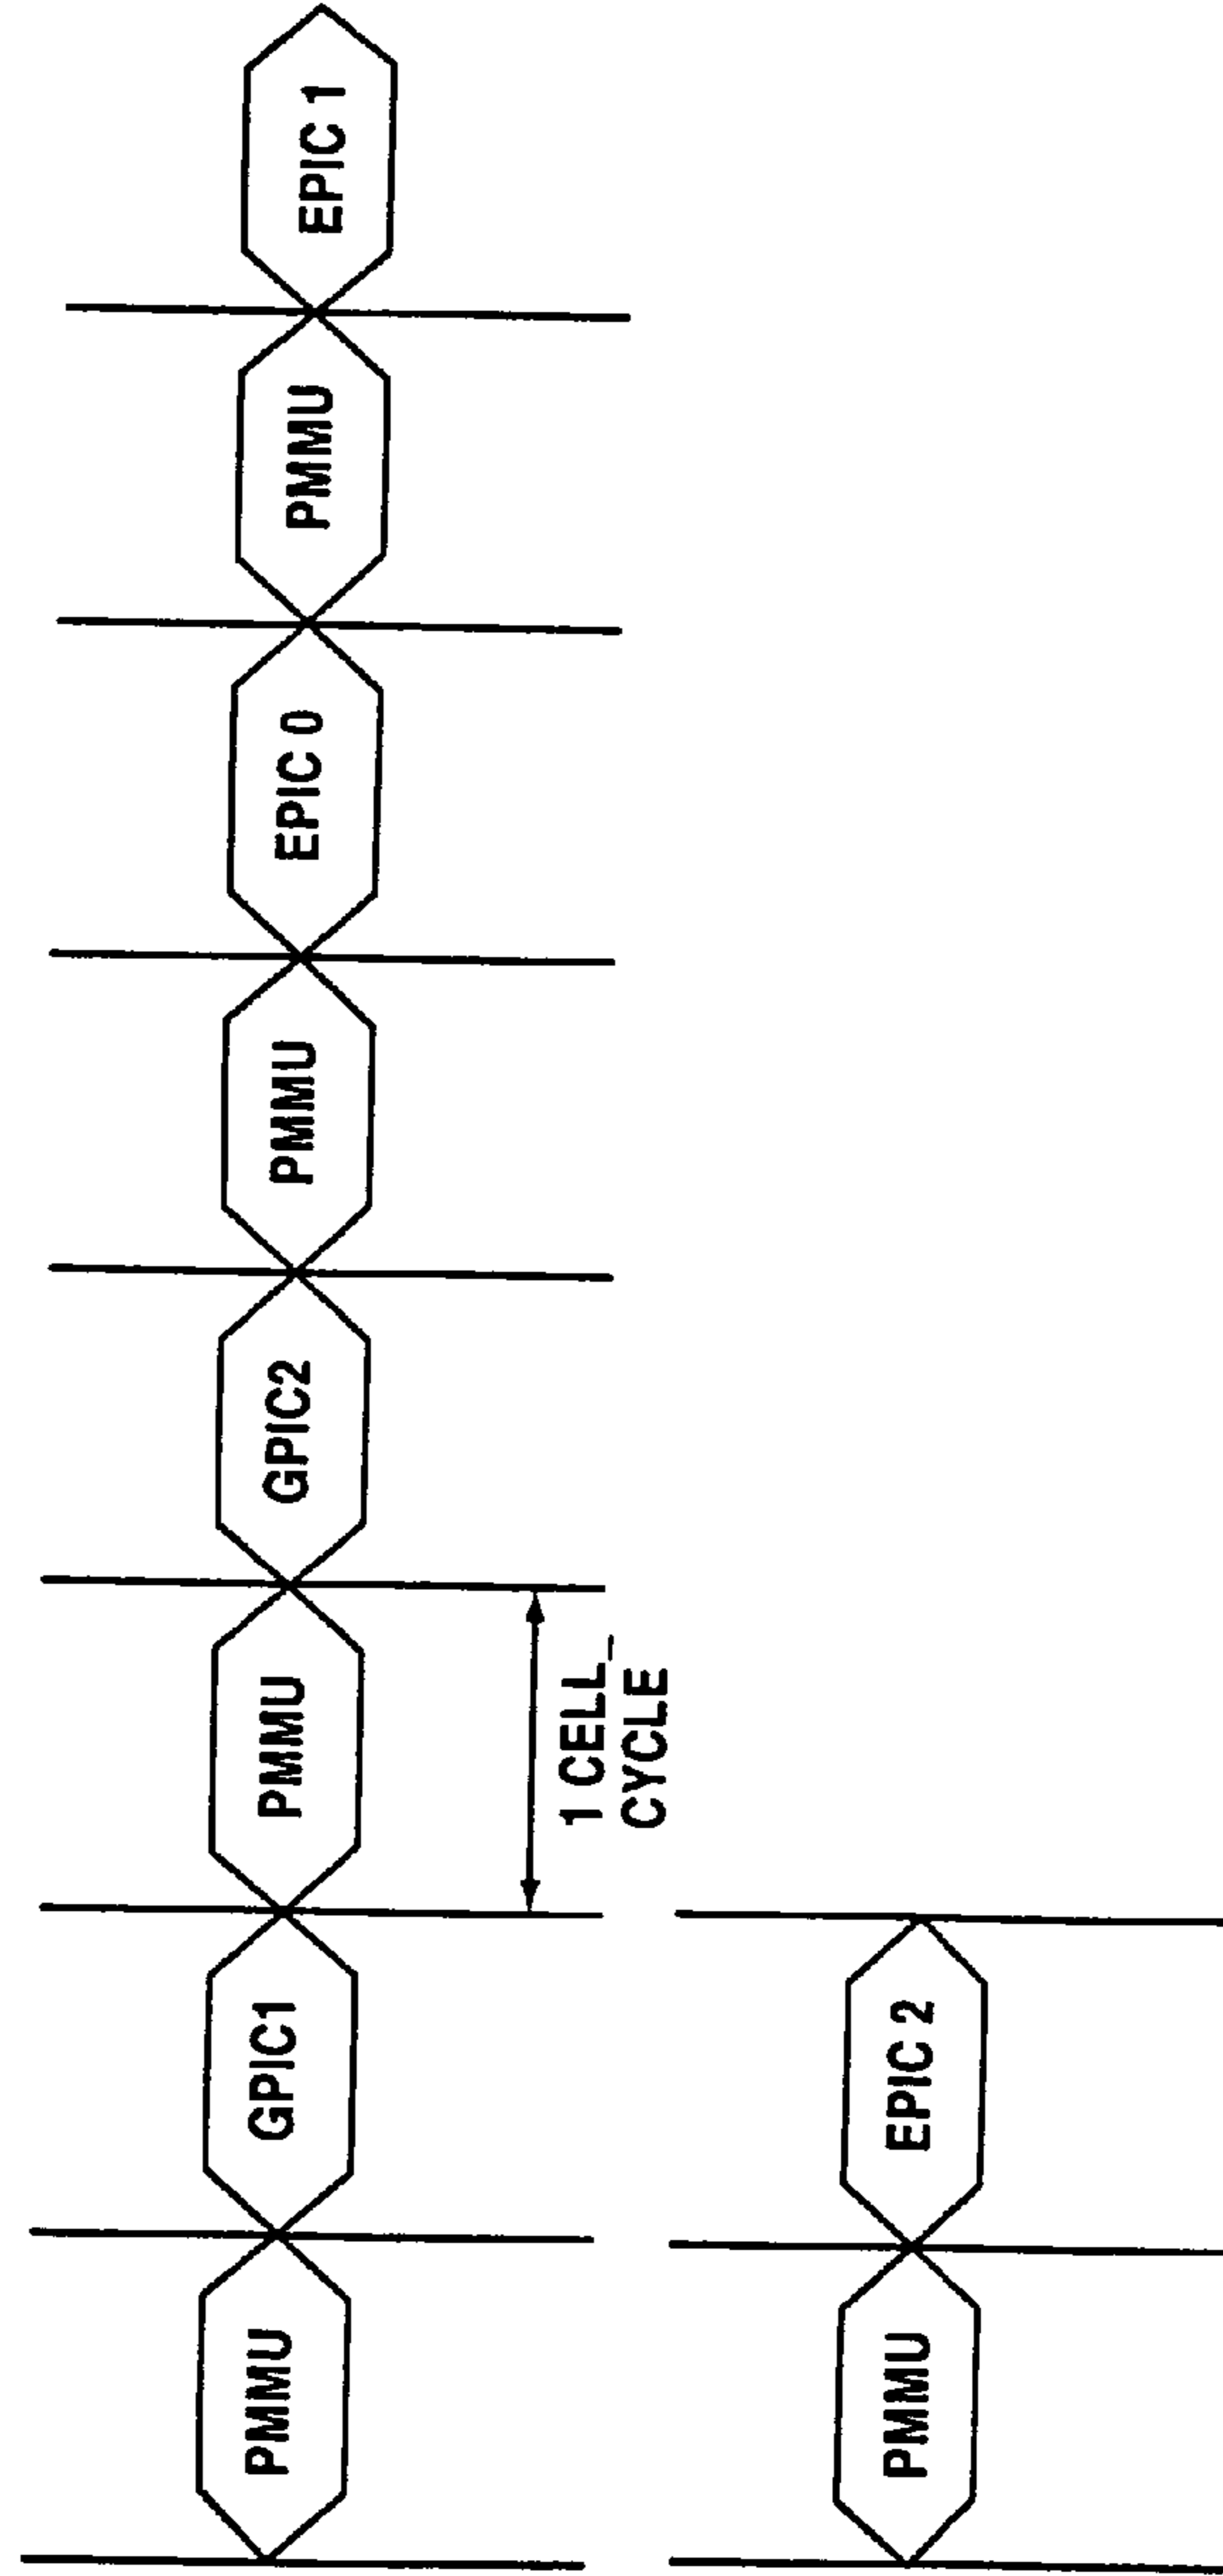 PMMU
GPIC1
PMMU
GPIC2
PMMU
EPIC 0
PMMU
EPIC 1
1 CELL_
CYCLE
PMMU
EPIC 2